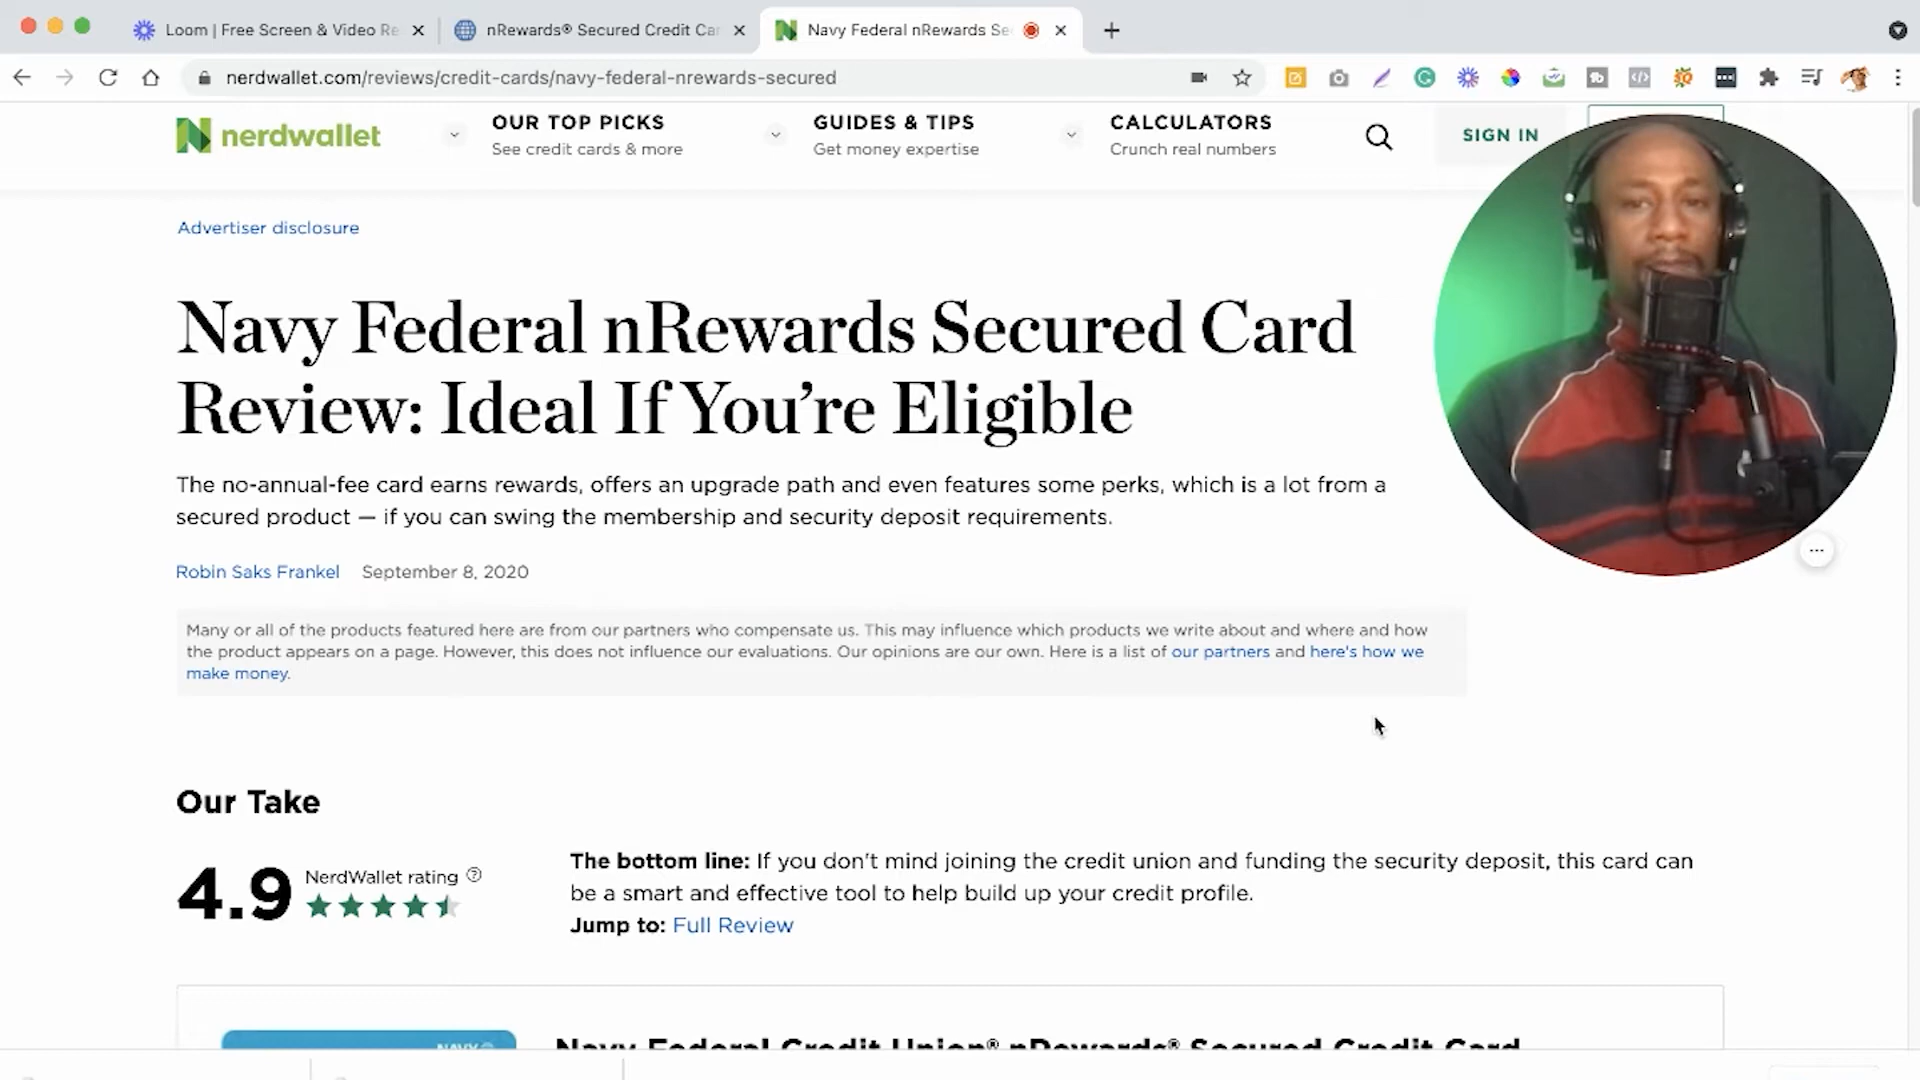 Loom | Free Screen & Video Re
nRewards® Secured Credit Car
Navy Federal nRewards Se
nerdwallet.com/reviews/credit-cards/navy-federal-nrewards-secured
nerdwallet
OUR TOP PICKS
See credit cards & more
GUIDES & TIPS
Get money expertise
CALCULATORS
Crunch real numbers
SIGN IN
Advertiser disclosure
Navy Federal nRewards Secured Card
Review: Ideal If You're Eligible
The no-annual-fee card earns rewards, offers an upgrade path and even features some perks, which is a lot from a
secured product — if you can swing the membership and security deposit requirements.
Robin Saks Frankel September 8, 2020
Many or all of the products featured here are from our partners who compensate us. This may influence which products we write about and where and how
the product appears on a page. However, this does not influence our evaluations. Our opinions are our own. Here is a list of our partners and here's how we
make money.
Our Take
4.9
NerdWallet rating
The bottom line: If you don't mind joining the credit union and funding the security deposit, this card can
be a smart and effective tool to help build up your credit profile.
Jump to: Full Review
NAVY
Navy Federal Credit Union® nRewards® Secured Credit Card